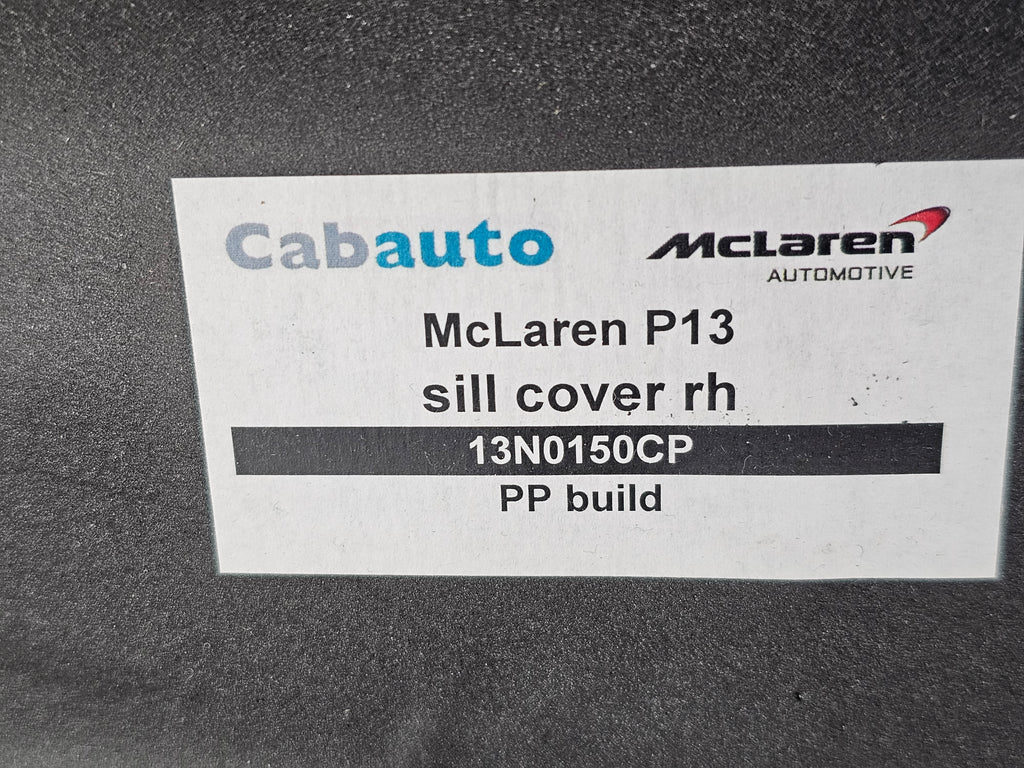 Cabauto McLaren
AUTOMOTIVE
McLaren P13
sill cover rh
13N0150CP
PP build